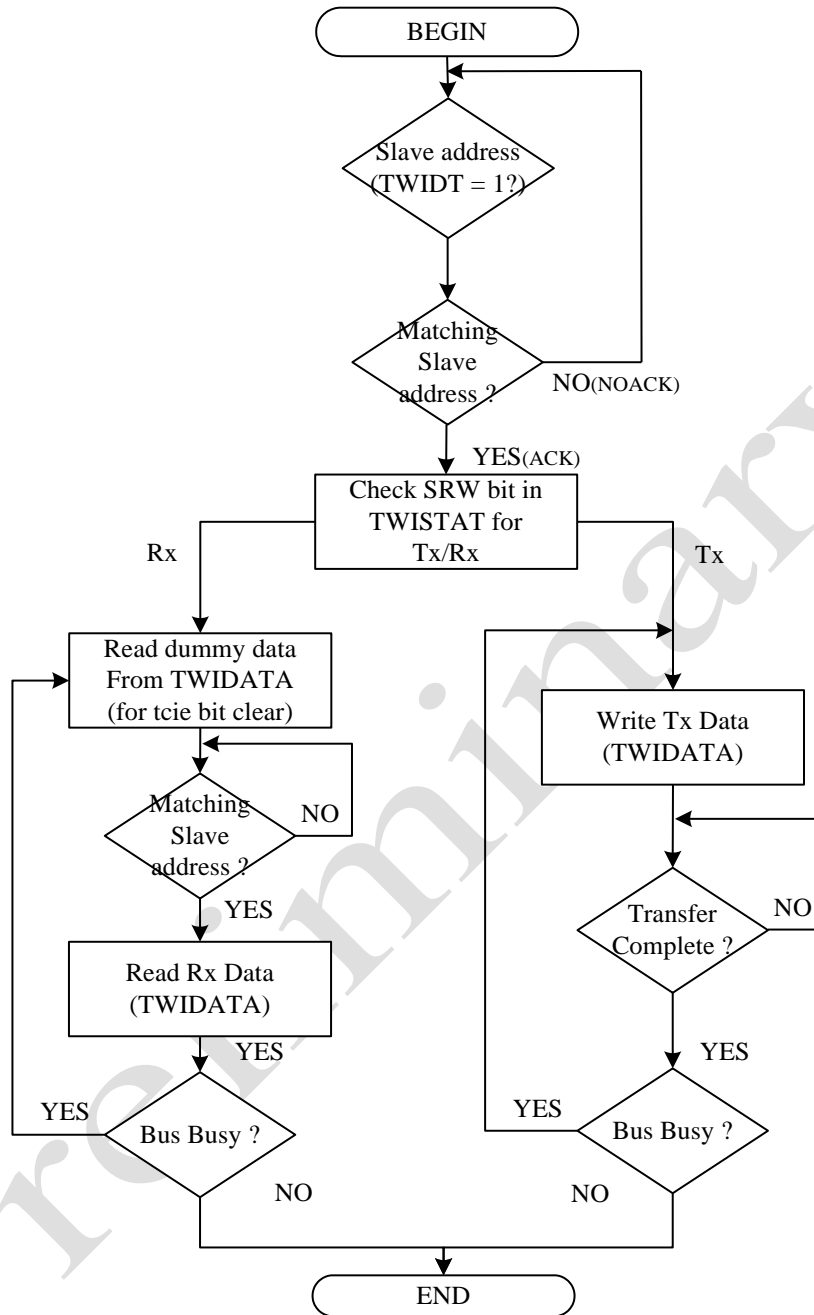 BEGIN
Slave address
(TWIDT = 1?)
Matching
Slave
address ?
NO(NOACK)
YES(ACK)
Check SRW bit in
TWISTAT for
Tx/Rx
Rx
Tx
Read dummy data
From TWIDATA
(for tcie bit clear)
Write Tx Data
(TWIDATA)
Matching
Slave
address ?
NO
YES
Transfer
Complete ?
NO
Read Rx Data
(TWIDATA)
YES
YES
Bus Busy ?
YES
NO
YES
Bus Busy ?
NO
END
reliminary